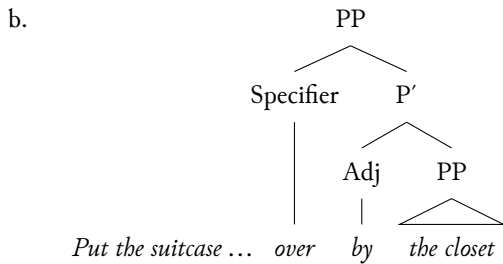 b. PP
Specifier P′
Adj PP
Put the suitcase … over by the closet